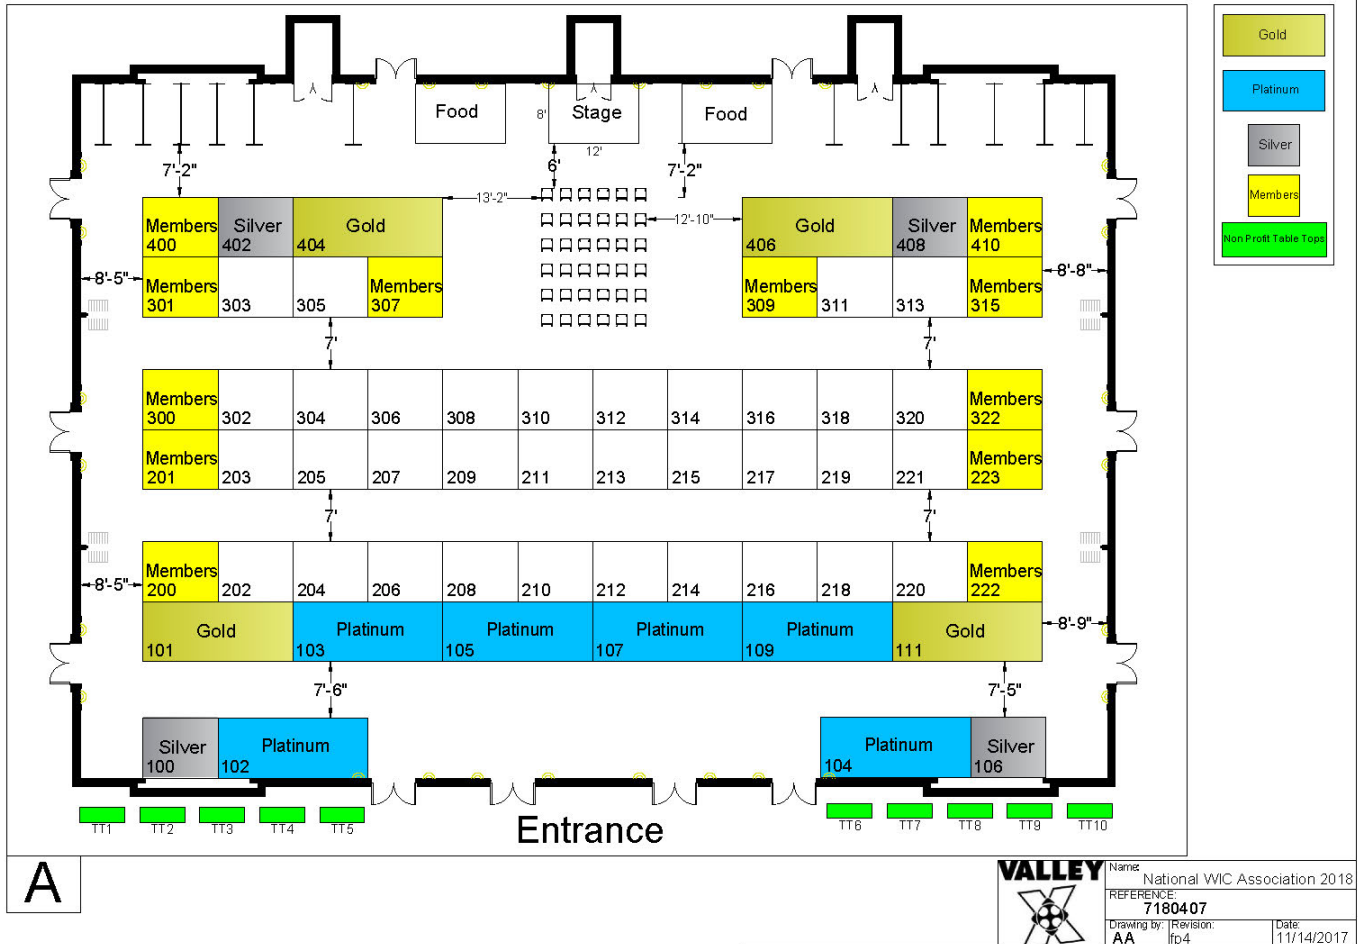 Gold
Platinum
Silver
Members
Non Profit Table Tops
Food
8'
Stage
12'
Food
7'-2"
6'
7'-2"
13'-2"
12'-10"
Members 400
Silver 402
404 Gold
406 Gold
Silver 408
Members 410
8'-5"
8'-8"
Members 301
303
305
Members 307
Members 309
311
313
Members 315
7'
7'
Members 300
302
304
306
308
310
312
314
316
318
320
Members 322
Members 201
203
205
207
209
211
213
215
217
219
221
Members 223
7'
7'
8'-5"
Members 200
202
204
206
208
210
212
214
216
218
220
Members 222
Gold 101
Platinum 103
Platinum 105
Platinum 107
Platinum 109
Gold 111
8'-9"
7'-6"
7'-5"
Silver 100
Platinum 102
Platinum 104
Silver 106
TT1
TT2
TT3
TT4
TT5
Entrance
TT6
TT7
TT8
TT9
TT10
A
VALLEY
Name:
National WIC Association 2018
REFERENCE:
7180407
Drawing by: Revision: Date:
AA fp4 11/14/2017